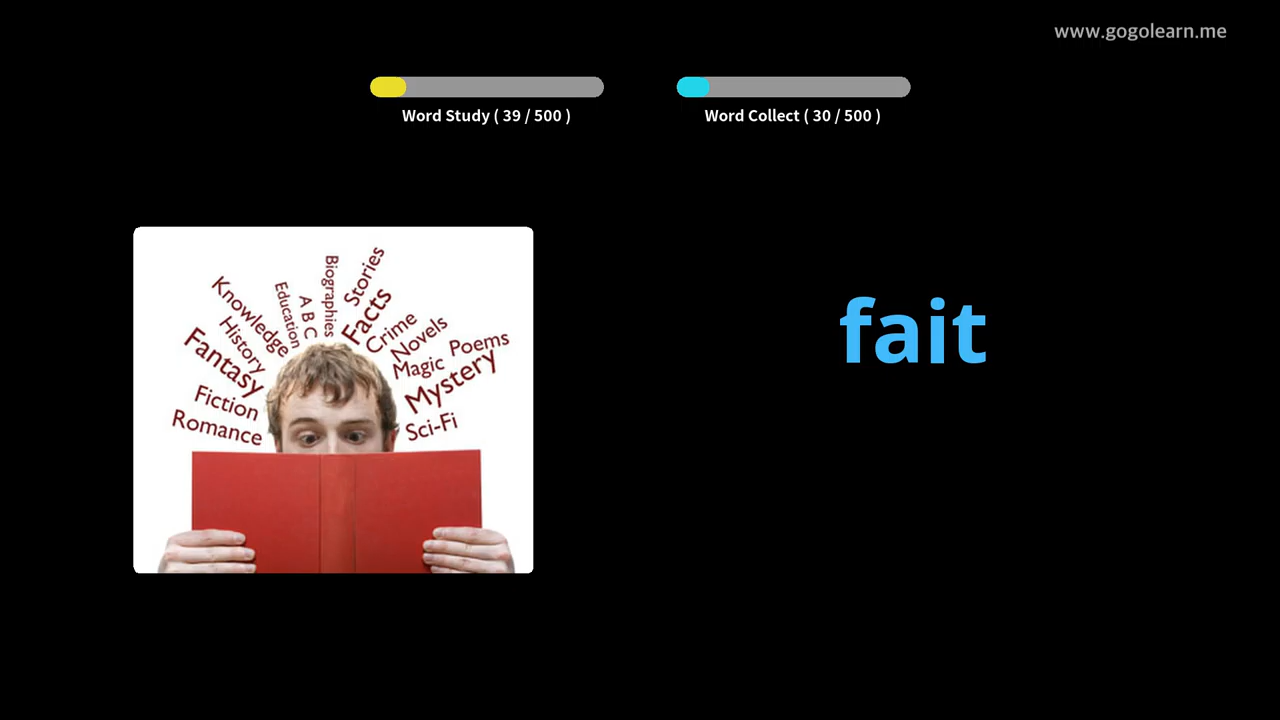 www.gogolearn.me
Word Study ( 39 / 500 )
Word Collect ( 30 / 500 )
Romance
Fiction
Fantasy
History
Knowledge
Education
A B C
Biographies
Stories
Facts
Crime
Novels
Magic
Poems
Mystery
Sci-Fi
fait